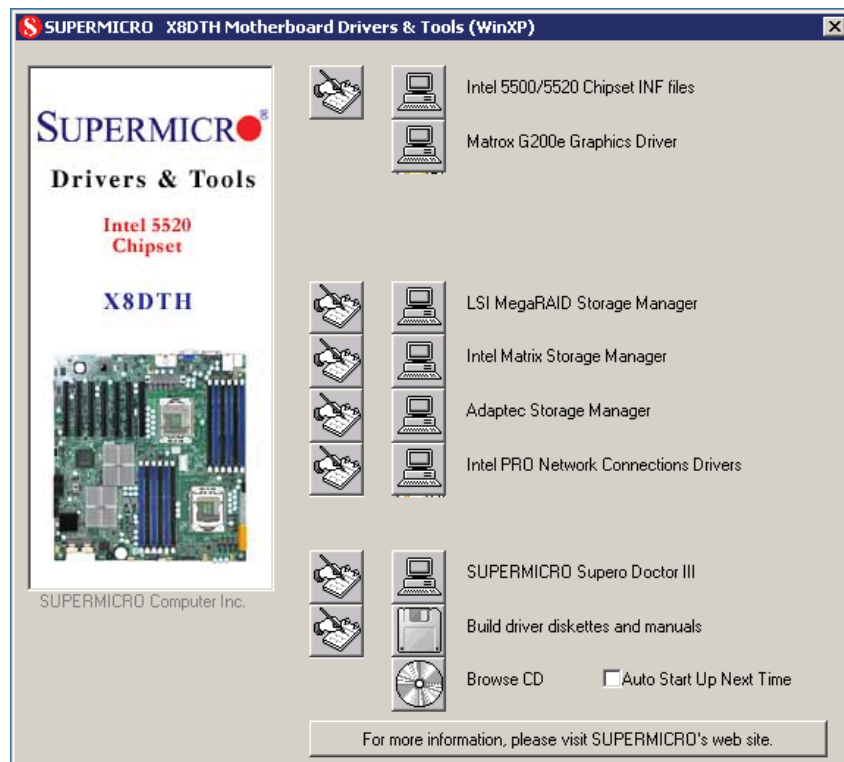 SUPERMICRO X8DTH Motherboard Drivers & Tools (WinXP)
SUPERMICRO®
Drivers & Tools
Intel 5520
Chipset
X8DTH
SUPERMICRO Computer Inc.
Intel 5500/5520 Chipset INF files
Matrox G200e Graphics Driver
LSI MegaRAID Storage Manager
Intel Matrix Storage Manager
Adaptec Storage Manager
Intel PRO Network Connections Drivers
SUPERMICRO Supero Doctor III
Build driver diskettes and manuals
Browse CD
Auto Start Up Next Time
For more information, please visit SUPERMICRO's web site.